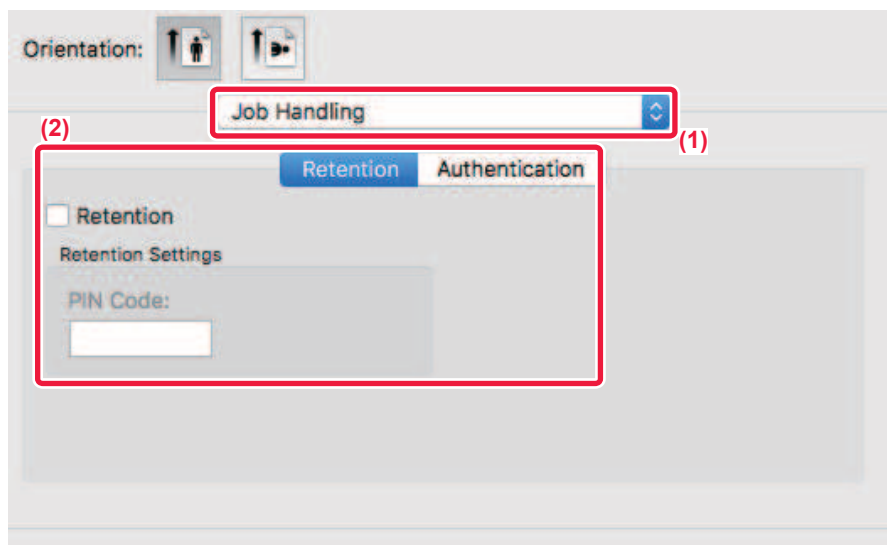 Orientation:
Job Handling
(1)
(2)
Retention Authentication
Retention
Retention Settings
PIN Code: